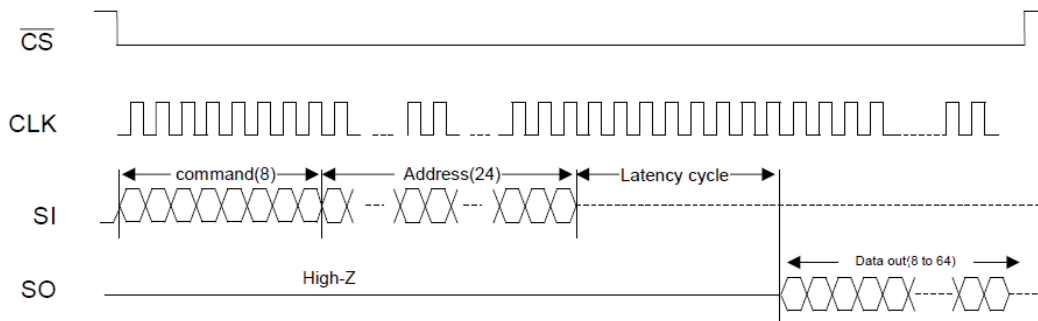 CS
CLK
command(8) Address(24) Latency cycle
SI
Data out(8 to 64)
High-Z
SO